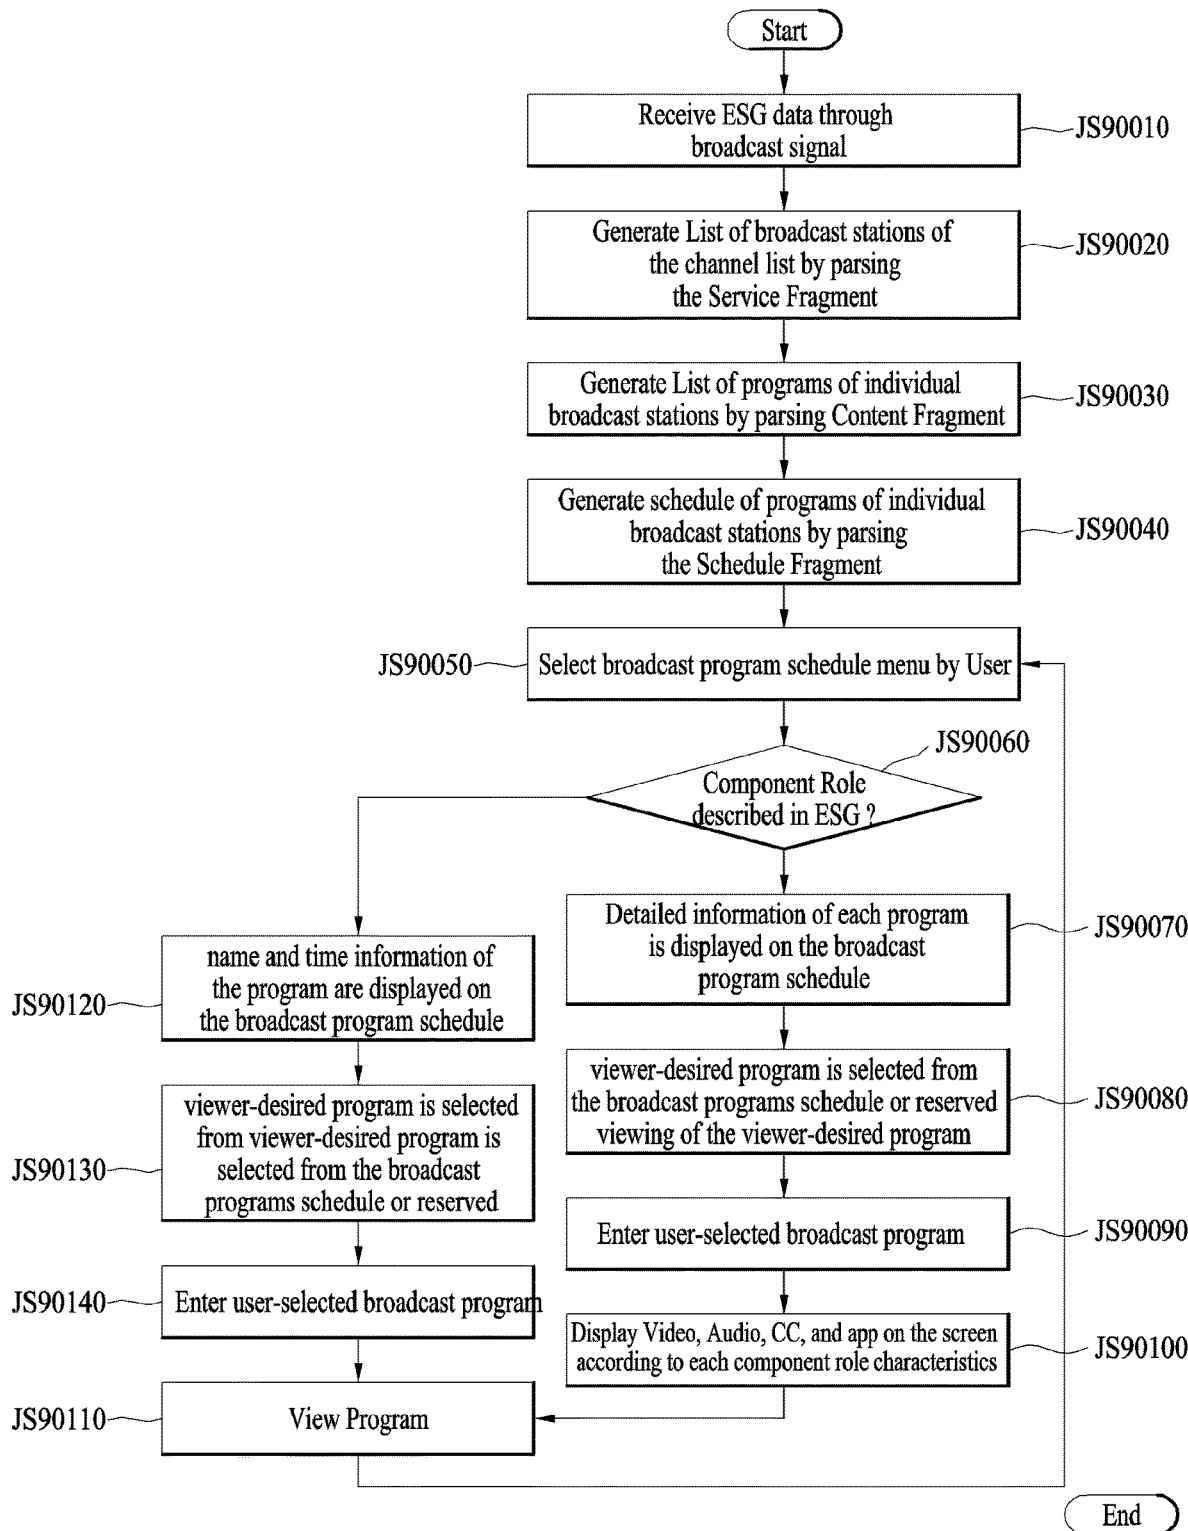 Start
Receive ESG data through
broadcast signal
JS90010
Generate List of broadcast stations of
the channel list by parsing
the Service Fragment
JS90020
Generate List of programs of individual
broadcast stations by parsing Content Fragment
JS90030
Generate schedule of programs of individual
broadcast stations by parsing
the Schedule Fragment
JS90040
JS90050
Select broadcast program schedule menu by User
JS90060
Component Role
described in ESG ?
Detailed information of each program
is displayed on the broadcast
program schedule
JS90070
JS90120
name and time information of
the program are displayed on
the broadcast program schedule
viewer-desired program is selected from
the broadcast programs schedule or reserved
viewing of the viewer-desired program
JS90080
JS90130
viewer-desired program is selected
from viewer-desired program is
selected from the broadcast
programs schedule or reserved
Enter user-selected broadcast program
JS90090
JS90140
Enter user-selected broadcast program
Display Video, Audio, CC, and app on the screen
according to each component role characteristics
JS90100
JS90110
View Program
End